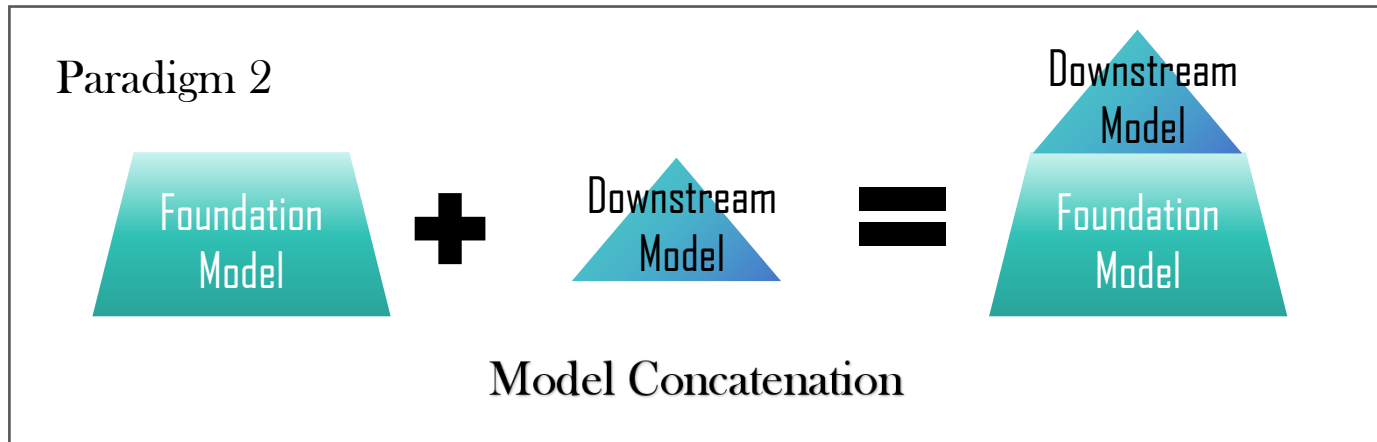 Paradigm 2
Foundation
Model
Downstream
Model
Downstream
Model
Foundation
Model
Model Concatenation